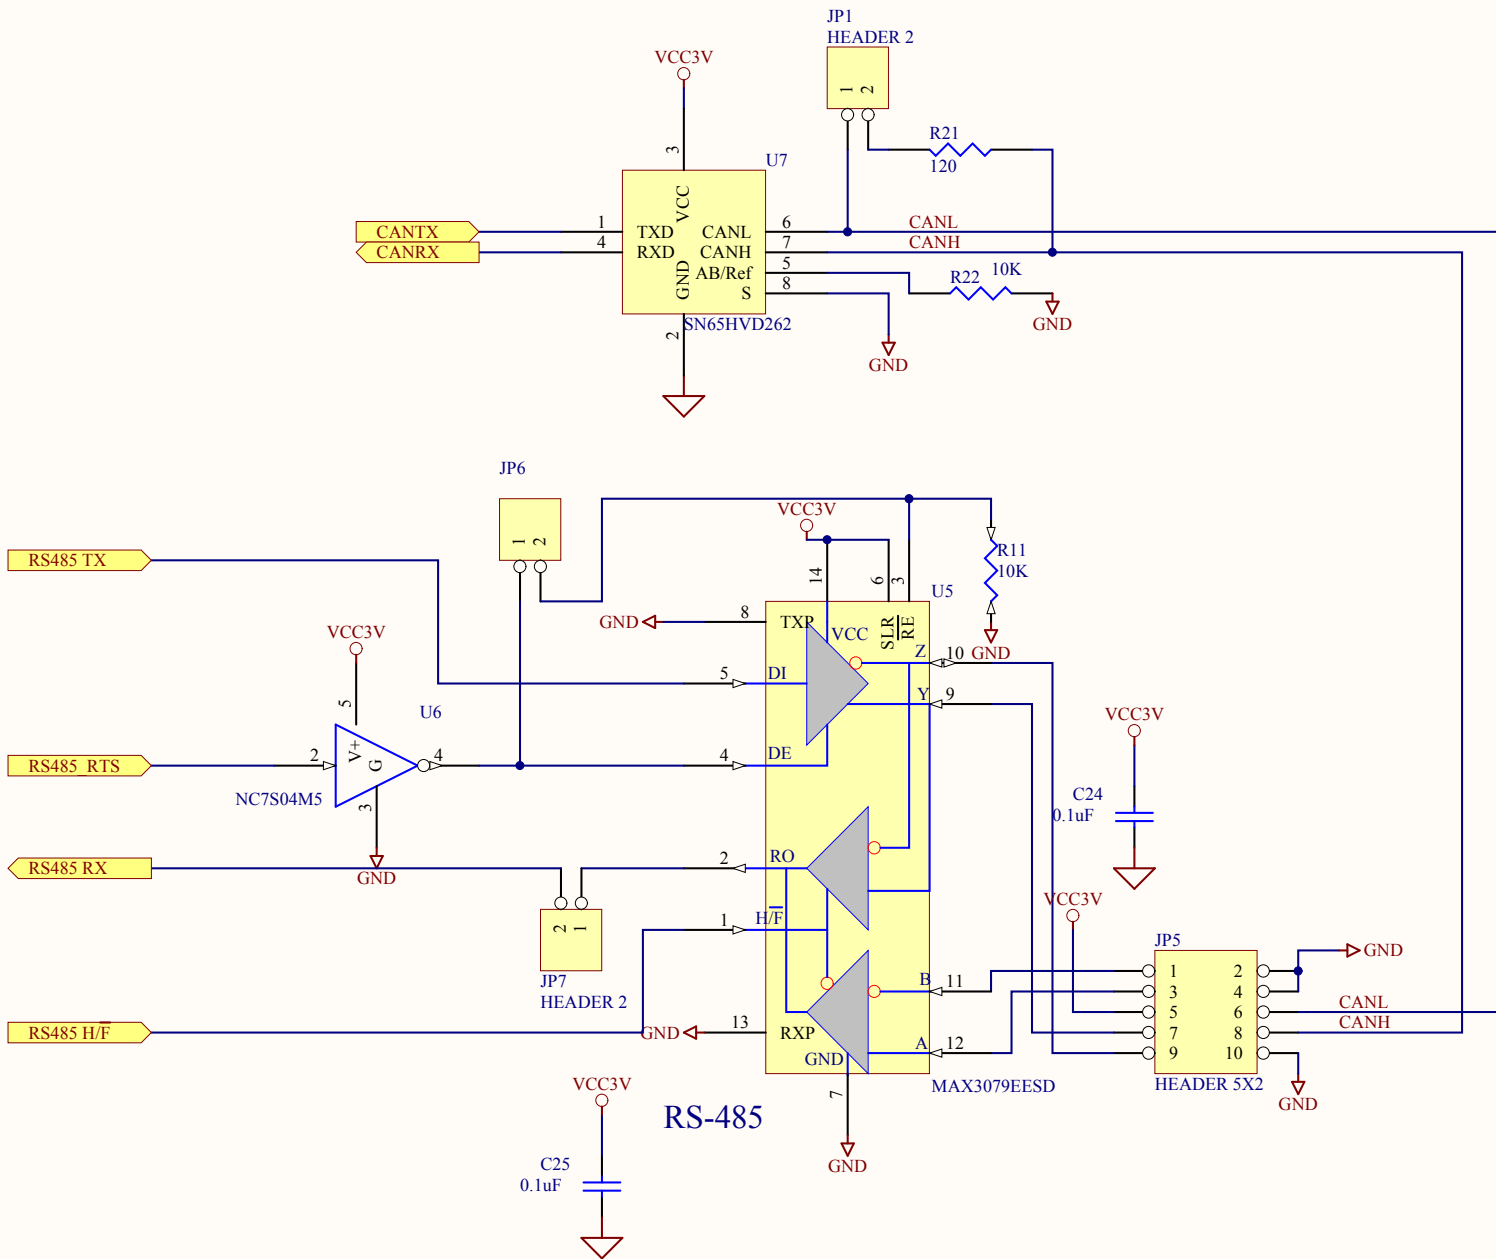 JP1
HEADER 2
1
2
VCC3V
R21
120
3
U7
VCC
CANTX
1
TXD
CANL
6
CANL
CANRX
4
RXD
CANH
7
CANH
AB/Ref
5
R22
10K
GND
S
8
GND
SN65HVD262
2
GND
JP6
1
2
VCC3V
RS485 TX
14
6
3
R11
10K
U5
GND
8
TXP
VCC
SLR
RE
GND
VCC3V
Z
10
5
DI
Y
9
5
U6
VCC3V
RS485_RTS
2
V+
G
4
4
DE
NC7S04M5
3
C24
0.1uF
RS485 RX
GND
2
RO
VCC3V
2
1
1
H/F
JP5
GND
JP7
HEADER 2
1
2
B
11
3
4
CANL
RS485 H/F
GND
13
RXP
5
6
CANH
7
8
A
12
9
10
GND
MAX3079EESD
HEADER 5X2
VCC3V
7
GND
RS-485
C25
0.1uF
GND